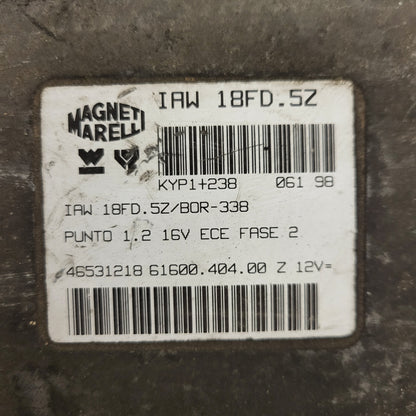 MAGNETI
MARELLI
IAW 18FD.5Z
KYP1+238 061 98
IAW 18FD.5Z/BOR-338
PUNTO 1.2 16V ECE FASE 2
46531218 61600.404.00 Z 12V=